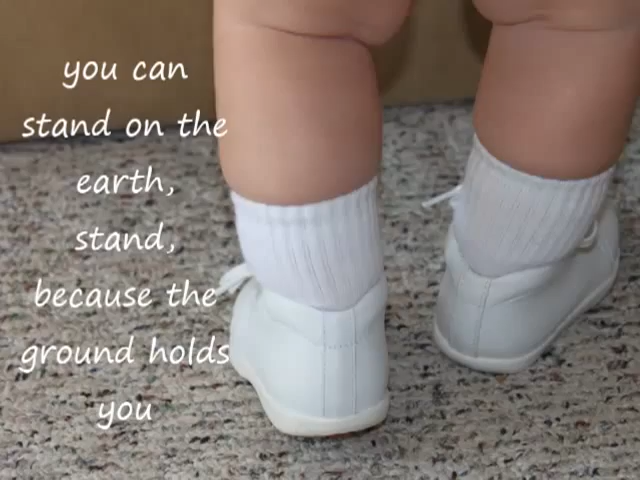 you can
stand on the
earth,
stand,
because the
ground holds
you